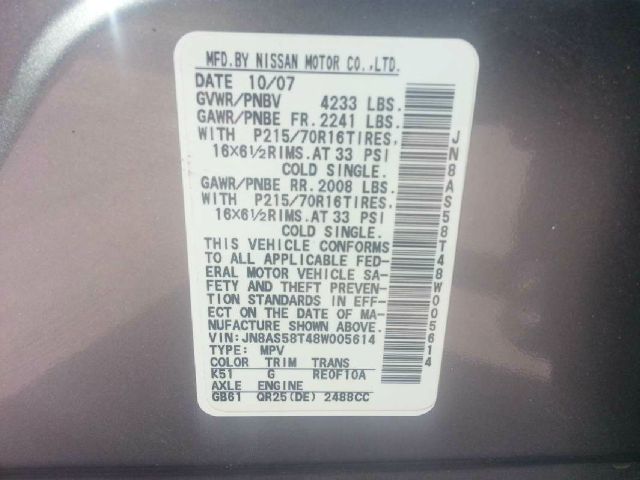 MFD.BY NISSAN MOTOR CO.,LTD.
DATE 10/07
GVWR/PNBV 4233 LBS.
GAWR/PNBE FR. 2241 LBS.
WITH P215/70R16TIRES,
16X6½RIMS.AT 33 PSI
COLD SINGLE.
GAWR/PNBE RR. 2008 LBS.
WITH P215/70R16TIRES.
16X6½RIMS.AT 33 PSI
COLD SINGLE.
THIS VEHICLE CONFORMS
TO ALL APPLICABLE FED-
ERAL MOTOR VEHICLE SA-
FETY AND THEFT PREVEN-
TION STANDARDS IN EFF-
ECT ON THE DATE OF MA-
NUFACTURE SHOWN ABOVE.
VIN:JN8AS58T48W005614
TYPE: MPV
COLOR TRIM TRANS
K51 G RE0F10A
AXLE ENGINE
GB61 QR25(DE) 2488CC
JN8AS58T48W005614